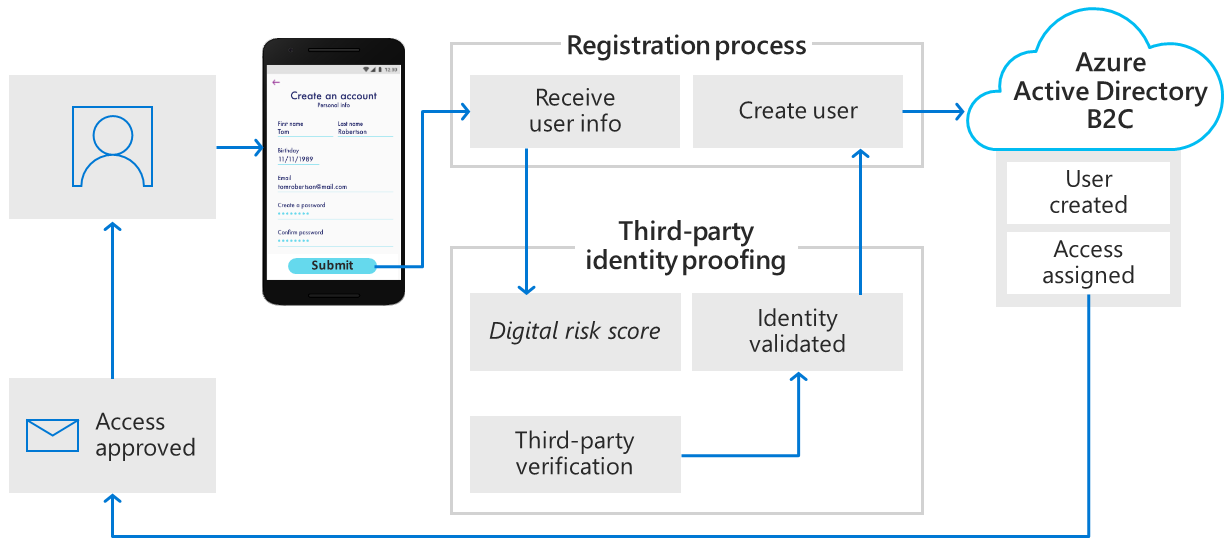 Registration process
Azure
Active Directory
B2C
12:30
Create an account
Personal info
First name
Last name
Tom
Robertson
Birthday
11/11/1989
Email
tomrobertson@mail.com
Create a password
Confirm password
Submit
Receive
user info
Create user
User
created
Access
assigned
Third-party
identity proofing
Digital risk score
Identity
validated
Third-party
verification
Access
approved